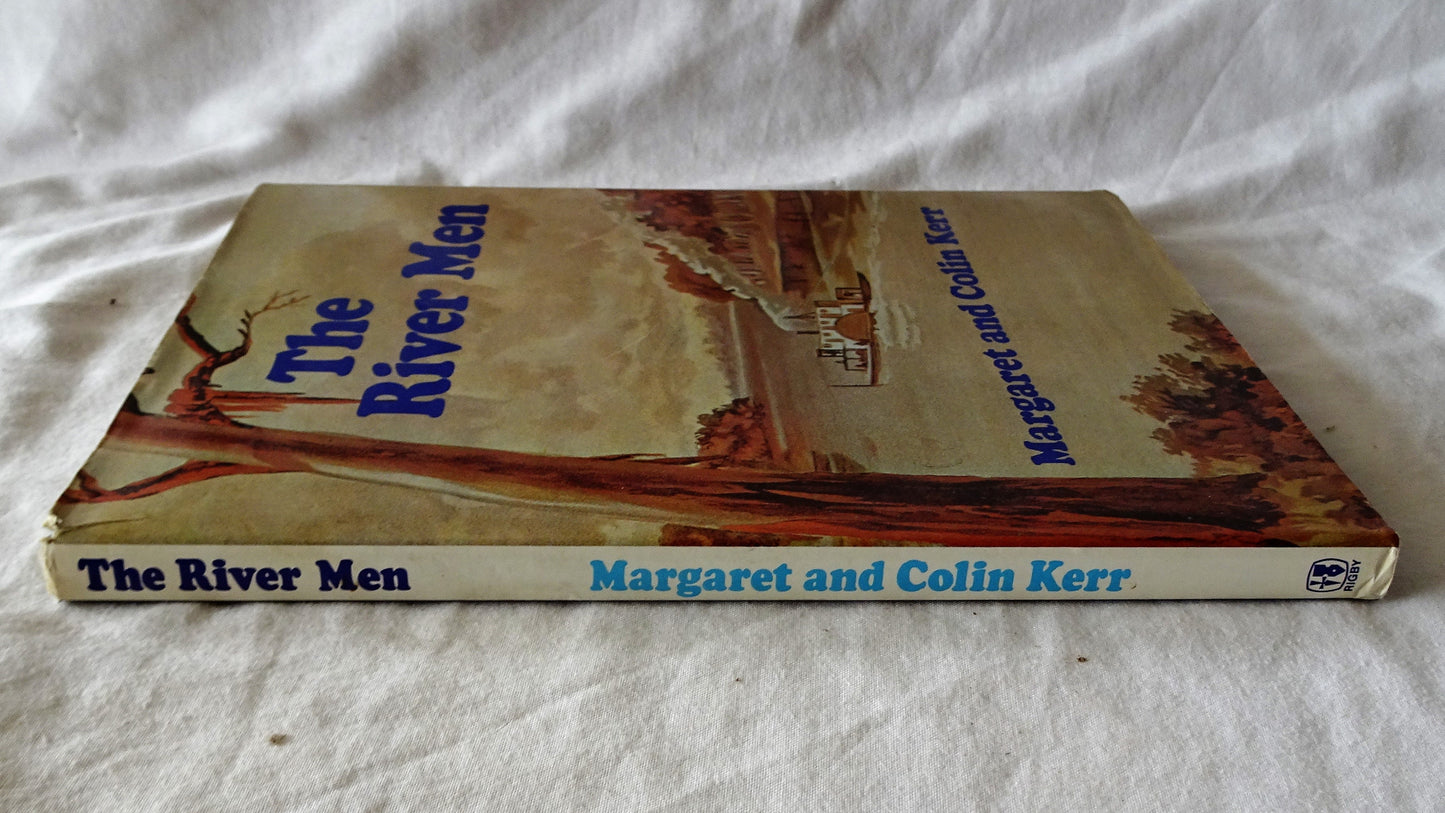 The
River Men
Margaret and Colin Kerr
The River Men
Margaret and Colin Kerr
RIGBY